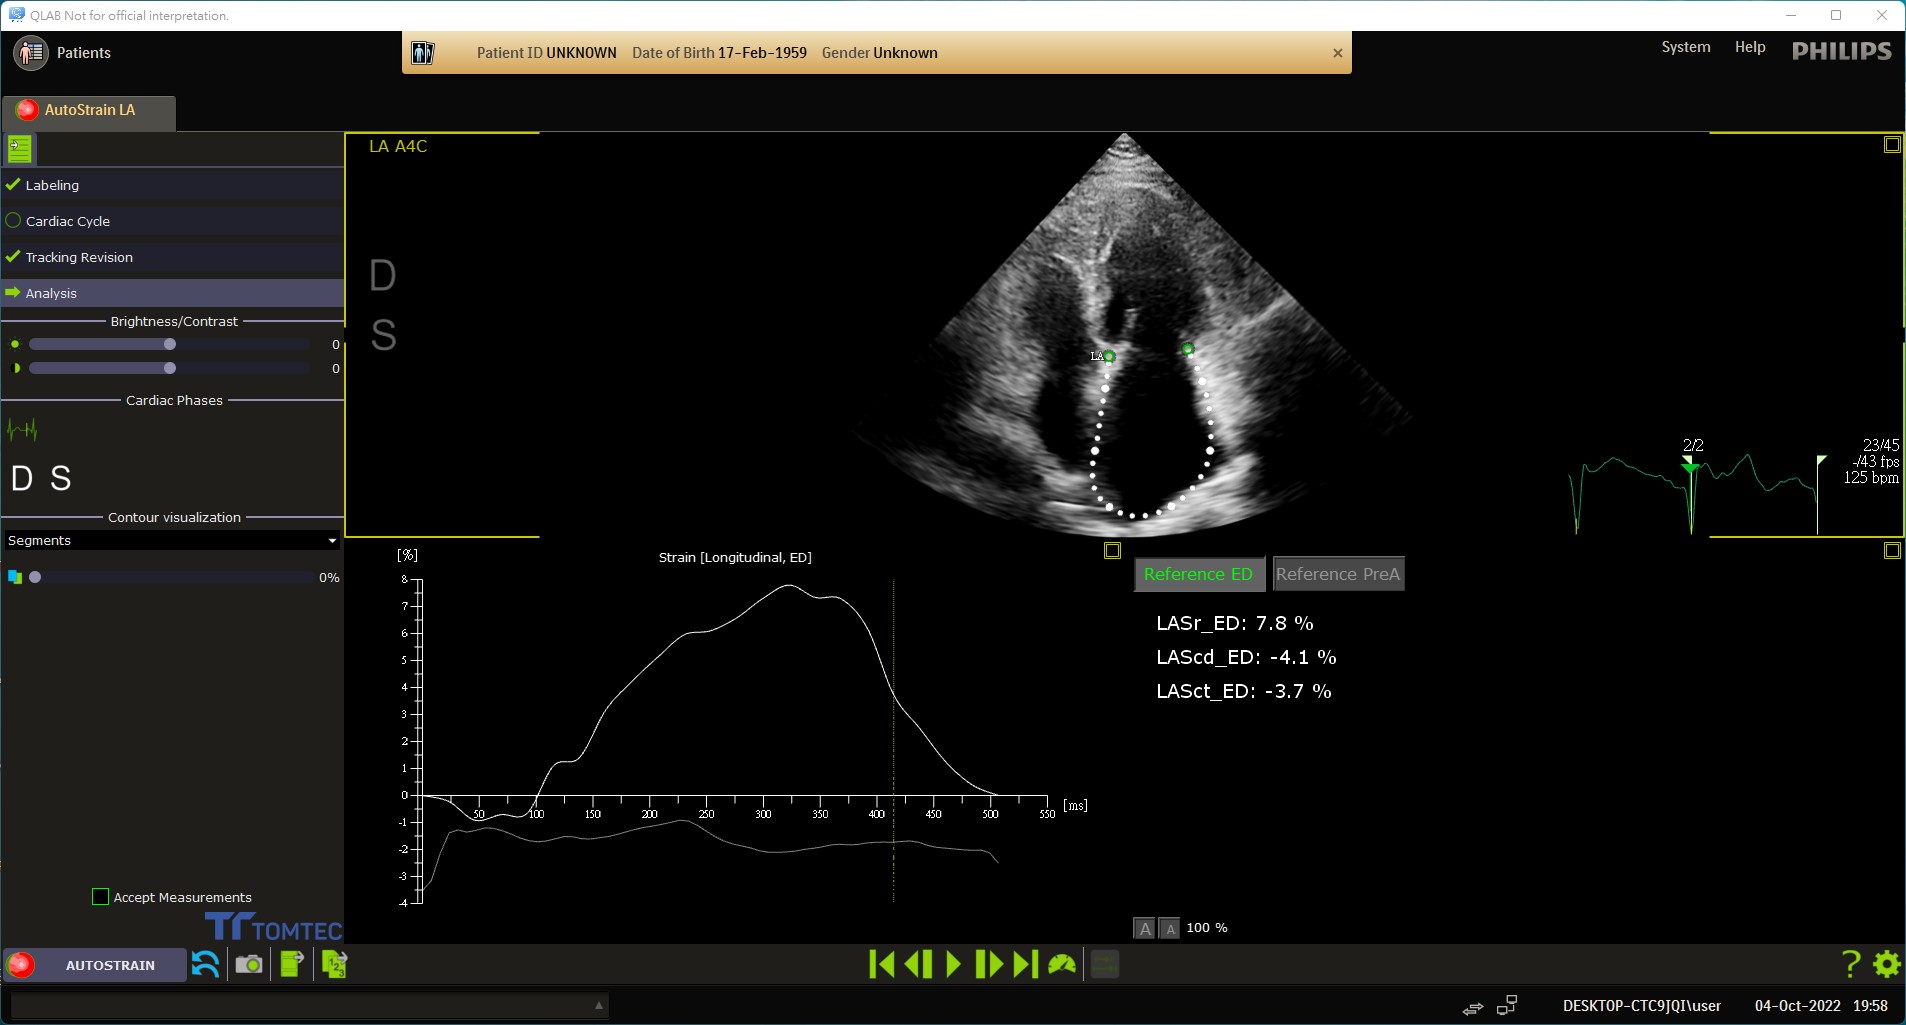 QLAB Not for official interpretation.
Patients
Patient ID UNKNOWN Date of Birth 17-Feb-1959 Gender Unknown
System Help PHILIPS
AutoStrain LA
Labeling
Cardiac Cycle
Tracking Revision
Analysis
Brightness/Contrast
0
0
Cardiac Phases
D S
Contour visualization
Segments
0%
Accept Measurements
TOMTEC
LA A4C
D
S
LA
2/2
23/45
-/43 fps
125 bpm
[%]
Strain [Longitudinal, ED]
8
7
6
5
4
3
2
1
0
-1
-2
-3
-4
50 100 150 200 250 300 350 400 450 500 550 [ms]
Reference ED Reference PreA
LASr_ED: 7.8 %
LAScd_ED: -4.1 %
LASct_ED: -3.7 %
A A 100 %
AUTOSTRAIN
123
?
DESKTOP-CTC9JQI\user 04-Oct-2022 19:58